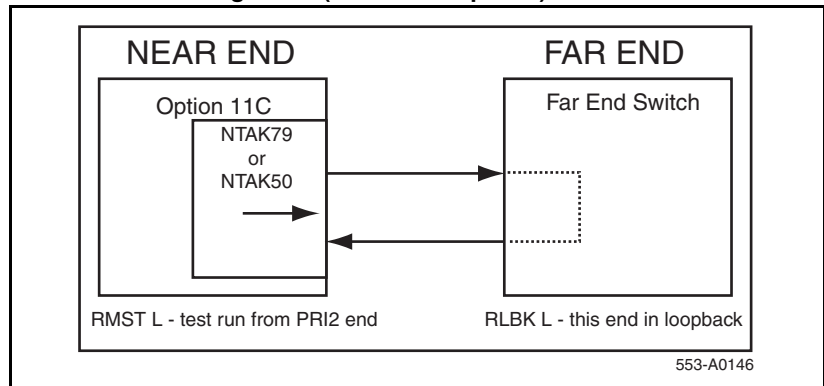 NEAR END
FAR END
Option 11C
Far End Switch
NTAK79
or
NTAK50
RMST L - test run from PRI2 end
RLBK L - this end in loopback
553-A0146